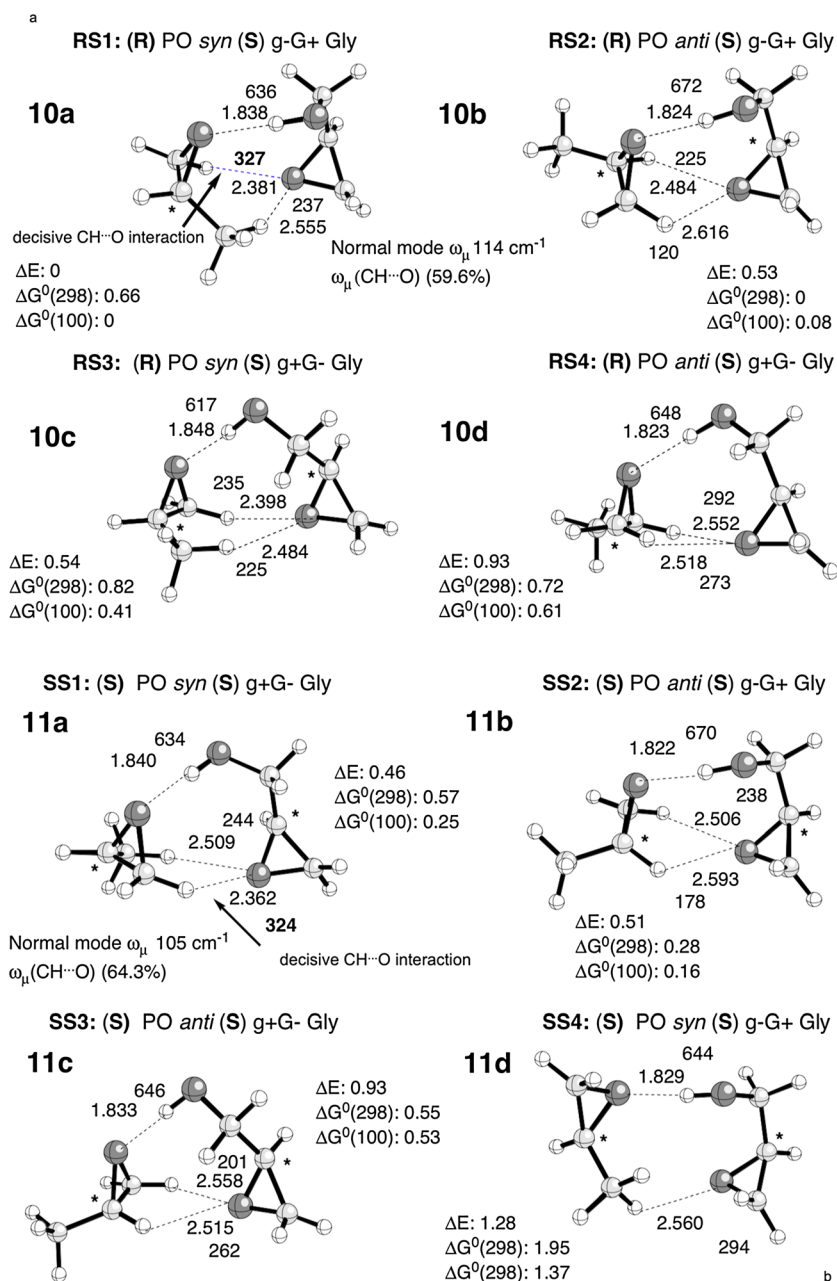 a
RS1: (R) PO syn (S) g-G+ Gly
10a
636
1.838
327
2.381
237
2.555
*
decisive CH···O interaction
ΔE: 0
ΔG⁰(298): 0.66
ΔG⁰(100): 0
Normal mode ωμ 114 cm⁻¹
ωμ(CH···O) (59.6%)
RS2: (R) PO anti (S) g-G+ Gly
10b
672
1.824
*
225
*
2.484
2.616
120
ΔE: 0.53
ΔG⁰(298): 0
ΔG⁰(100): 0.08
RS3: (R) PO syn (S) g+G- Gly
10c
617
1.848
235
*
2.398
*
2.484
225
ΔE: 0.54
ΔG⁰(298): 0.82
ΔG⁰(100): 0.41
RS4: (R) PO anti (S) g+G- Gly
10d
648
1.823
292
2.552
*
2.518
273
ΔE: 0.93
ΔG⁰(298): 0.72
ΔG⁰(100): 0.61
SS1: (S) PO syn (S) g+G- Gly
11a
634
1.840
244
*
2.509
*
2.362
324
ΔE: 0.46
ΔG⁰(298): 0.57
ΔG⁰(100): 0.25
Normal mode ωμ 105 cm⁻¹
ωμ(CH···O) (64.3%)
decisive CH···O interaction
SS2: (S) PO anti (S) g-G+ Gly
11b
670
1.822
238
2.506
*
*
2.593
178
ΔE: 0.51
ΔG⁰(298): 0.28
ΔG⁰(100): 0.16
SS3: (S) PO anti (S) g+G- Gly
11c
646
1.833
201
*
2.558
*
2.515
262
ΔE: 0.93
ΔG⁰(298): 0.55
ΔG⁰(100): 0.53
SS4: (S) PO syn (S) g-G+ Gly
11d
644
1.829
*
*
2.560
294
ΔE: 1.28
ΔG⁰(298): 1.95
ΔG⁰(298): 1.37
b